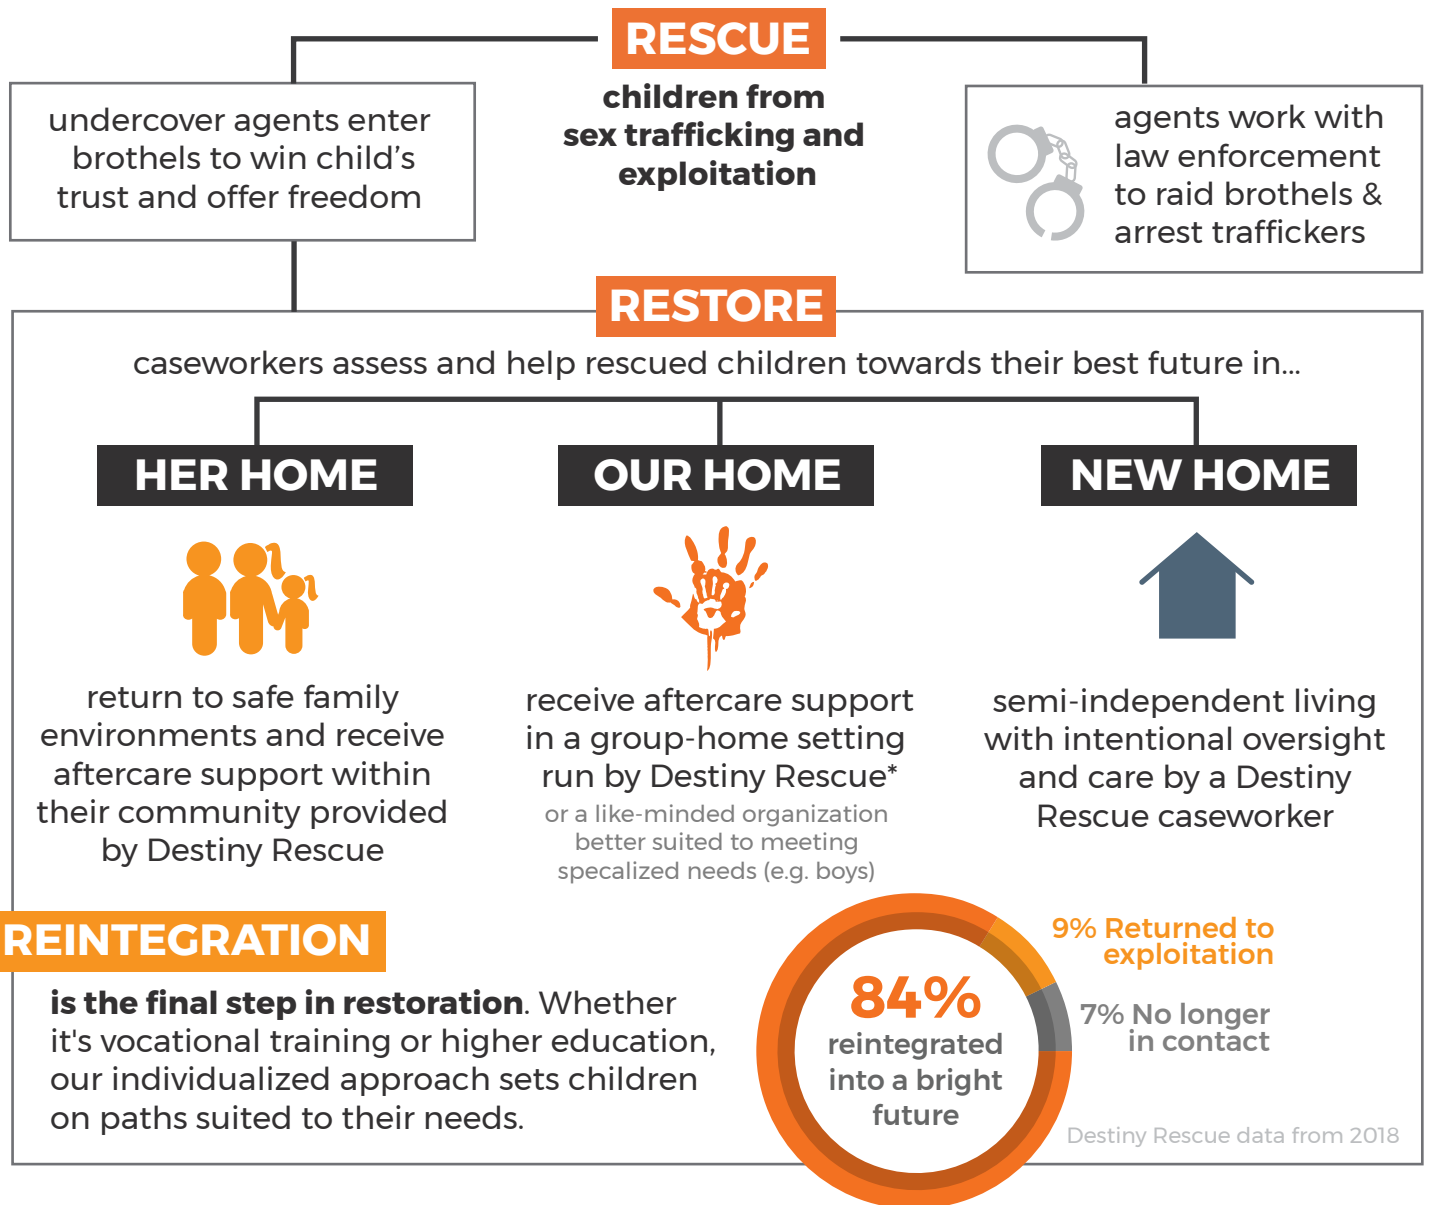 RESCUE
children from
sex trafficking and
exploitation
undercover agents enter
brothels to win child’s
trust and offer freedom
agents work with
law enforcement
to raid brothels &
arrest traffickers
RESTORE
caseworkers assess and help rescued children towards their best future in...
HER HOME
return to safe family
environments and receive
aftercare support within
their community provided
by Destiny Rescue
OUR HOME
receive aftercare support
in a group-home setting
run by Destiny Rescue*
or a like-minded organization
better suited to meeting
specalized needs (e.g. boys)
NEW HOME
semi-independent living
with intentional oversight
and care by a Destiny
Rescue caseworker
REINTEGRATION
is the final step in restoration. Whether
it's vocational training or higher education,
our individualized approach sets children
on paths suited to their needs.
84%
reintegrated
into a bright
future
9% Returned to
exploitation
7% No longer
in contact
Destiny Rescue data from 2018